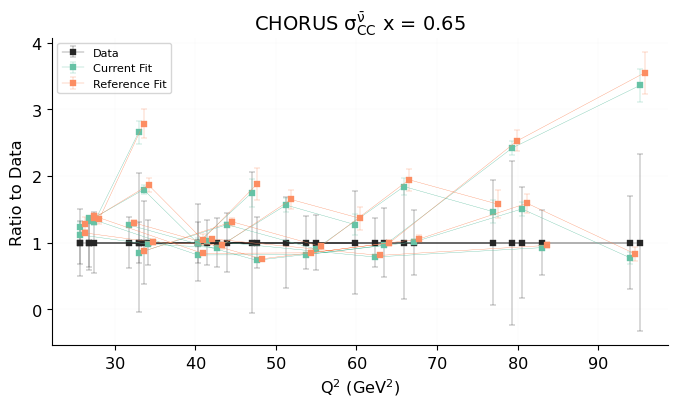 CHORUS σ^ν̄_CC x = 0.65
Data
Current Fit
Reference Fit
Ratio to Data
4
3
2
1
0
30 40 50 60 70 80 90
Q² (GeV²)